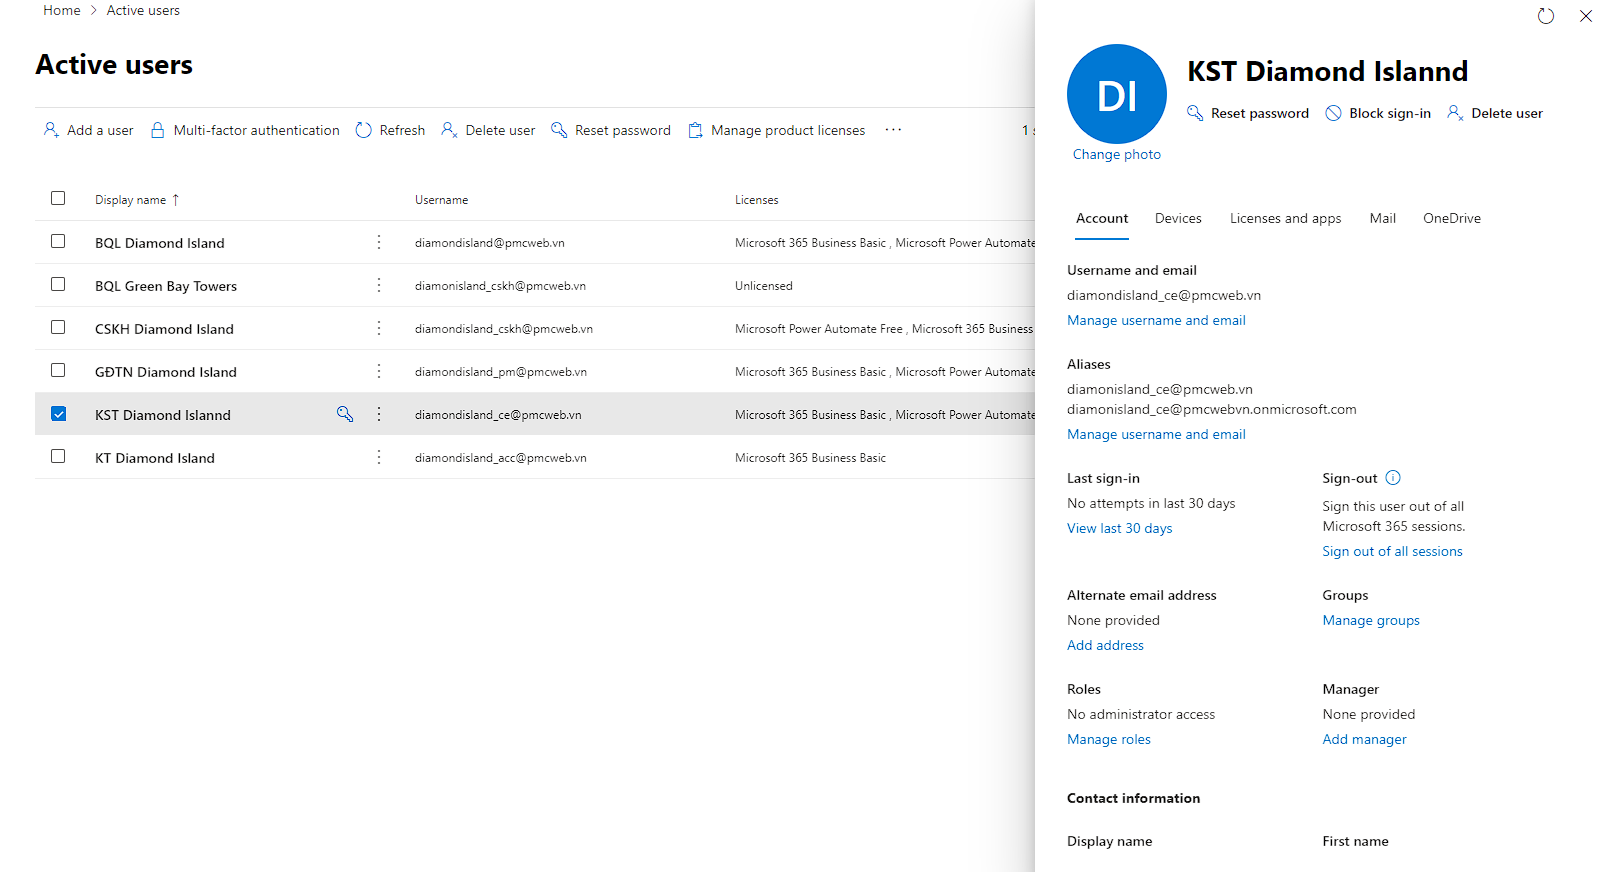 Home > Active users
Active users
Add a user Multi-factor authentication Refresh Delete user Reset password Manage product licenses ··· 1
Display name ↑ Username Licenses
BQL Diamond Island diamondisland@pmcweb.vn Microsoft 365 Business Basic , Microsoft Power Automate
BQL Green Bay Towers diamonisland_cskh@pmcweb.vn Unlicensed
CSKH Diamond Island diamondisland_cskh@pmcweb.vn Microsoft Power Automate Free , Microsoft 365 Business
GĐTN Diamond Island diamondisland_pm@pmcweb.vn Microsoft 365 Business Basic , Microsoft Power Automate
KST Diamond Islannd diamondisland_ce@pmcweb.vn Microsoft 365 Business Basic , Microsoft Power Automate
KT Diamond Island diamondisland_acc@pmcweb.vn Microsoft 365 Business Basic
DI
Change photo
KST Diamond Islannd
Reset password Block sign-in Delete user
Account Devices Licenses and apps Mail OneDrive
Username and email
diamondisland_ce@pmcweb.vn
Manage username and email
Aliases
diamonisland_ce@pmcweb.vn
diamonisland_ce@pmcwebvn.onmicrosoft.com
Manage username and email
Last sign-in
No attempts in last 30 days
View last 30 days
Sign-out
Sign this user out of all
Microsoft 365 sessions.
Sign out of all sessions
Alternate email address
None provided
Add address
Groups
Manage groups
Roles
No administrator access
Manage roles
Manager
None provided
Add manager
Contact information
Display name First name